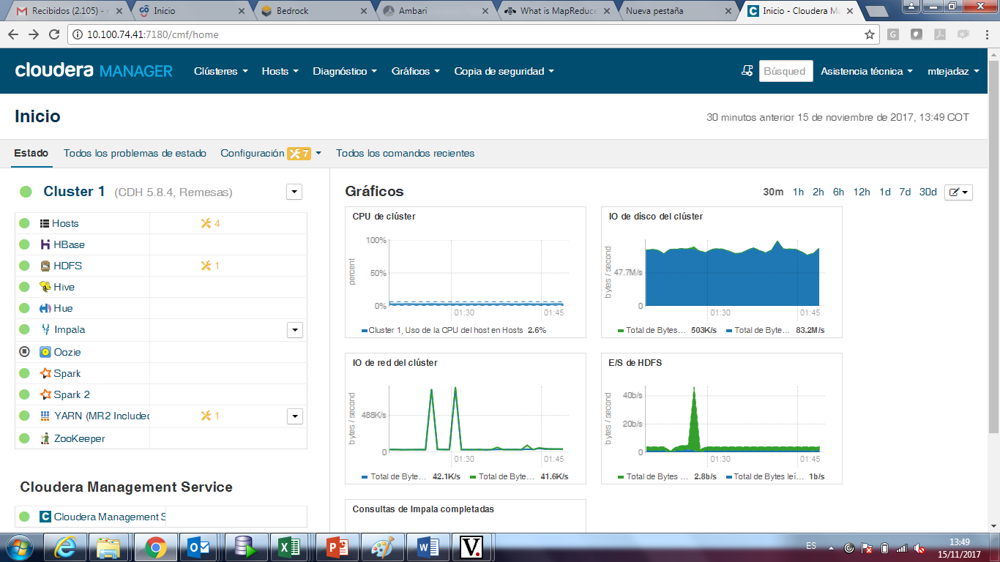 Recibidos (2.105) - r
Inicio
Bedrock
Ambari
What is MapReduce
Nueva pestaña
Inicio - Cloudera Ma
10.100.74.41:7180/cmf/home
cloudera MANAGER
Clústeres
Hosts
Diagnóstico
Gráficos
Copia de seguridad
Búsqued
Asistencia técnica
mtejadaz
Inicio
30 minutos anterior 15 de noviembre de 2017, 13:49 COT
Estado
Todos los problemas de estado
Configuración 7
Todos los comandos recientes
Cluster 1 (CDH 5.8.4, Remesas)
Hosts 4
HBase
HDFS 1
Hive
Hue
Impala
Oozie
Spark
Spark 2
YARN (MR2 Included 1
ZooKeeper
Cloudera Management Service
Cloudera Management S
Gráficos
30m 1h 2h 6h 12h 1d 7d 30d
CPU de clúster
percent
100%
50%
0%
01:30 01:45
Cluster 1, Uso de la CPU del host en Hosts 2.6%
IO de disco del clúster
bytes / second
47.7M/s
0
01:30 01:45
Total de Bytes… 503K/s Total de Byte… 83.2M/s
IO de red del clúster
bytes / second
488K/s
0
01:30 01:45
Total de Byte… 42.1K/s Total de Byte… 41.6K/s
E/S de HDFS
bytes / second
40b/s
20b/s
0
01:30 01:45
Total de Bytes … 2.8b/s Total de Bytes leí… 1b/s
Consultas de Impala completadas
ES
13:49
15/11/2017